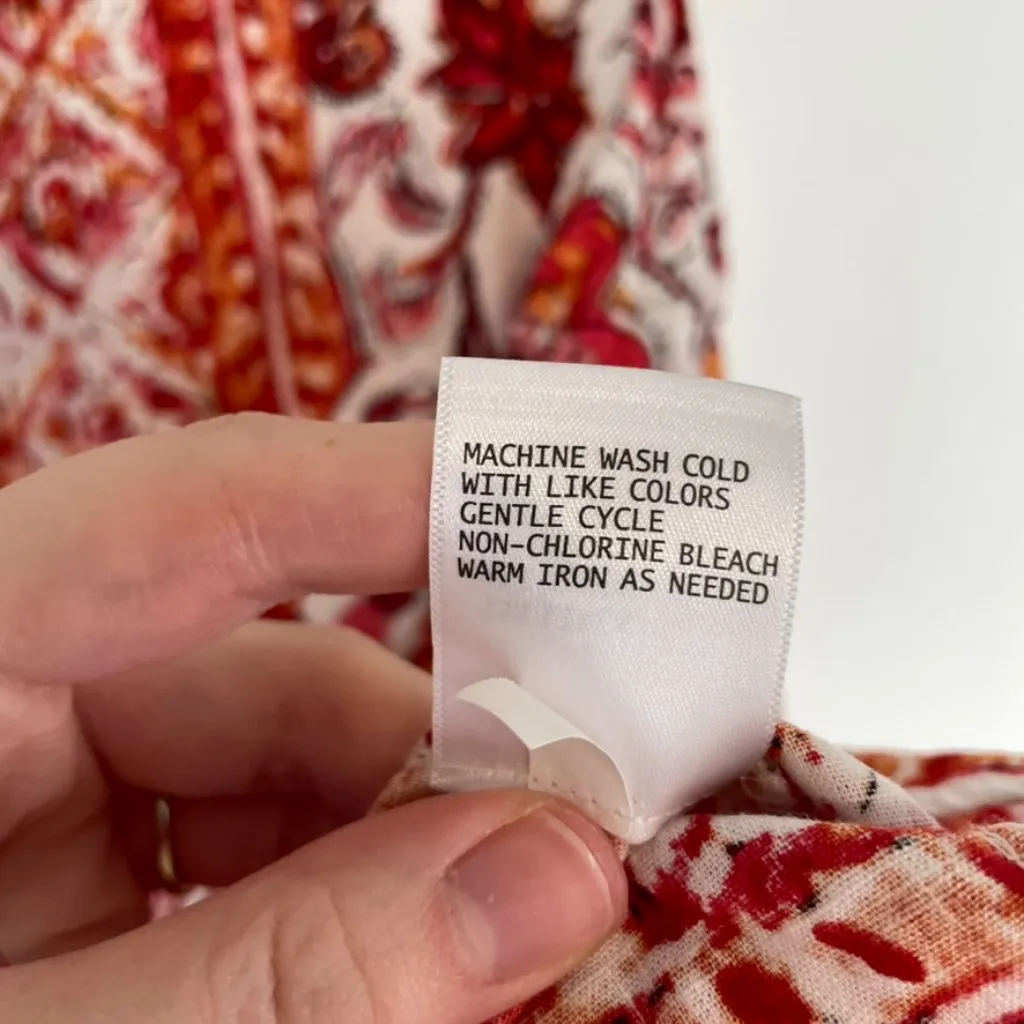 MACHINE WASH COLD
WITH LIKE COLORS
GENTLE CYCLE
NON-CHLORINE BLEACH
WARM IRON AS NEEDED